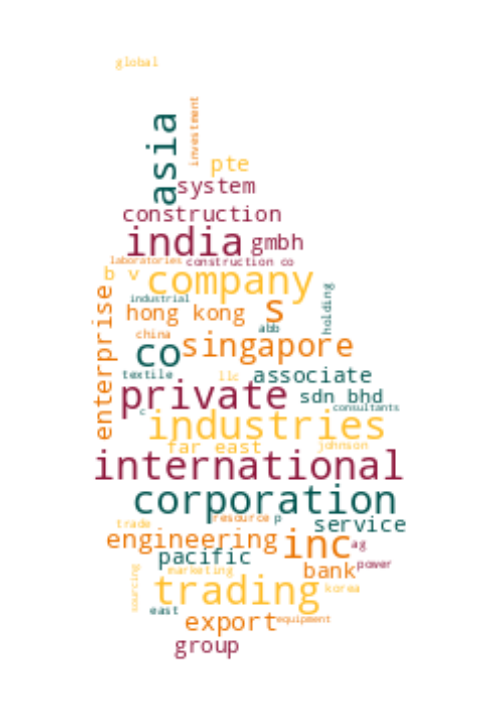 global
investment
asia
pte
system
construction
india gmbh
laboratories construction co
b v company
industrial
holding
enterprise
hong kong s
abb
china
co singapore
textile llc associate
private sdn bhd
c consultants
industries
far east johnson
international
corporation
resource p
trade service
engineering inc ag
pacific
power
marketing bank
sourcing
trading korea
east
export equipment
group